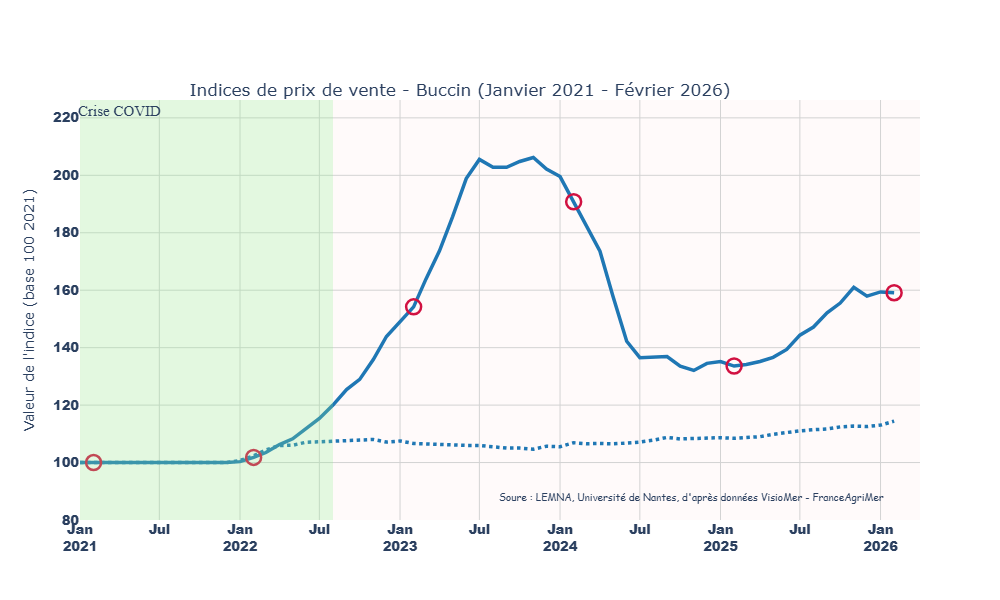 Indices de prix de vente - Buccin (Janvier 2021 - Février 2026)
Crise COVID
Valeur de l'indice (base 100 2021)
220
200
180
160
140
120
100
80
Soure : LEMNA, Université de Nantes, d'après données VisioMer - FranceAgriMer
Jan Jul Jan Jul Jan Jul Jan Jul Jan Jul Jan
2021 2022 2023 2024 2025 2026